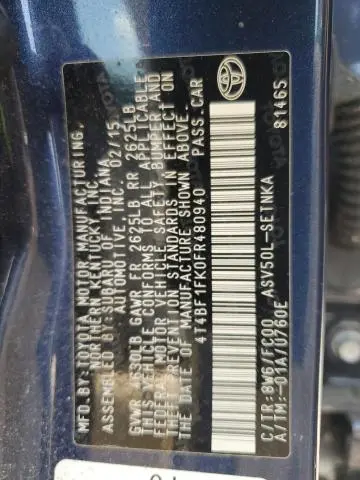 MFD.BY:TOYOTA MOTOR MANUFACTURING,
NORTHERN KENTUCKY, INC.
ASSEMBLED BY:SUBARU OF INDIANA
AUTOMOTIVE, INC. 02/15
GVWR 4530LB GAWR FR 2625LB RR 2625LB
THIS VEHICLE CONFORMS TO ALL APPLICABLE
FEDERAL MOTOR VEHICLE SAFETY, BUMPER,AND
THEFT PREVENTION STANDARDS IN EFFECT ON
THE DATE OF MANUFACTURE SHOWN ABOVE.
4T4BF1FK0FR480940 PASS.CAR
C/TR:8W6/FC00 ASV50L-SETNKA
A/TM:-01A/U760E 81465
TOYOTA